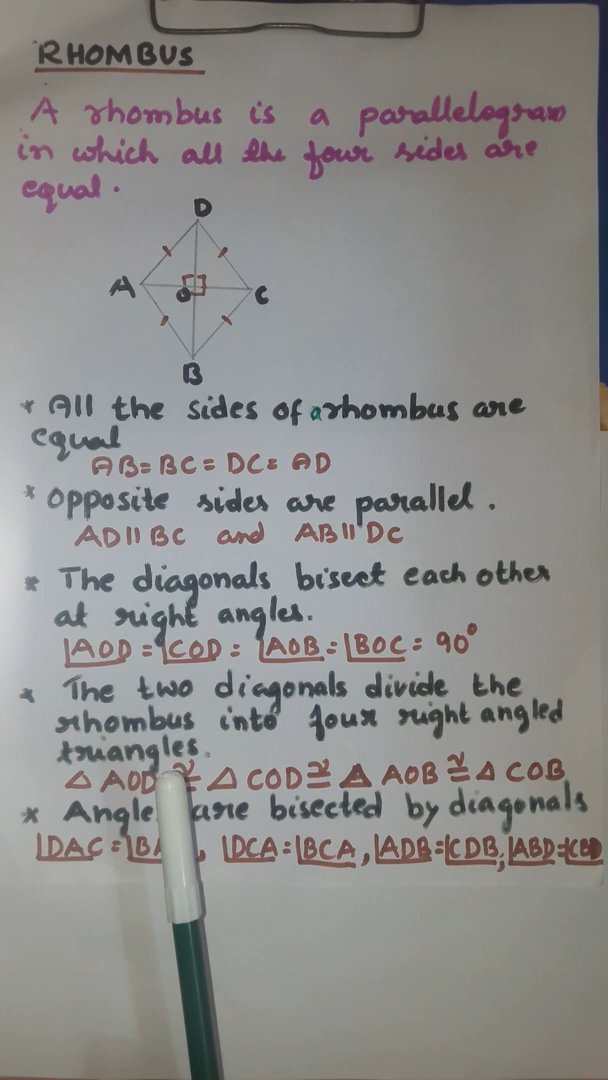 RHOMBUS
A rhombus is a parallelogram
in which all the four sides are
equal.
D
A O C
B
* All the sides of a rhombus are
equal
AB = BC = DC = AD
* Opposite sides are parallel.
AD || BC and AB || DC
* The diagonals bisect each other
at right angles.
∠AOD = ∠COD = ∠AOB = ∠BOC = 90°
* The two diagonals divide the
rhombus into four right angled
triangles.
△ AOD ≅ △ COD ≅ △ AOB ≅ △ COB
* Angle are bisected by diagonals
∠DAC = , ∠DCA = ∠BCA, ∠ADB = ∠CDB, ∠ABD = ∠CBD